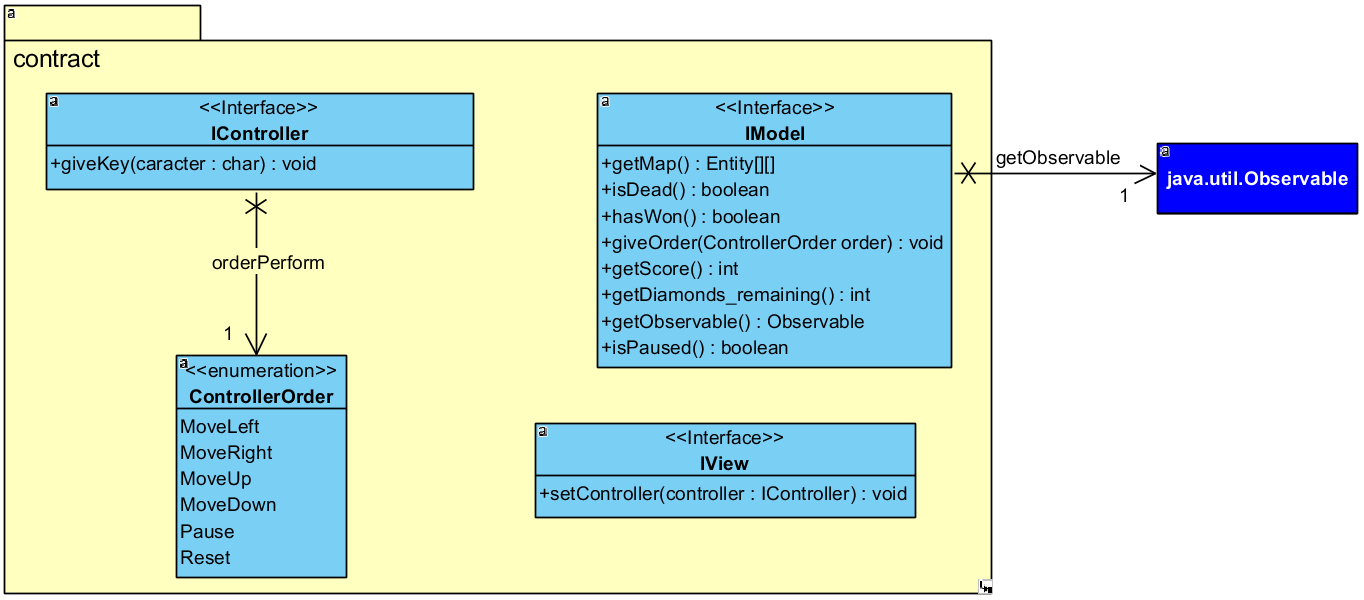 a
contract
a
<<Interface>>
IController
+giveKey(caracter : char) : void
orderPerform
1
a
<<enumeration>>
ControllerOrder
MoveLeft
MoveRight
MoveUp
MoveDown
Pause
Reset
a
<<Interface>>
IModel
+getMap() : Entity[][]
+isDead() : boolean
+hasWon() : boolean
+giveOrder(ControllerOrder order) : void
+getScore() : int
+getDiamonds_remaining() : int
+getObservable() : Observable
+isPaused() : boolean
getObservable
1
a
java.util.Observable
a
<<Interface>>
IView
+setController(controller : IController) : void